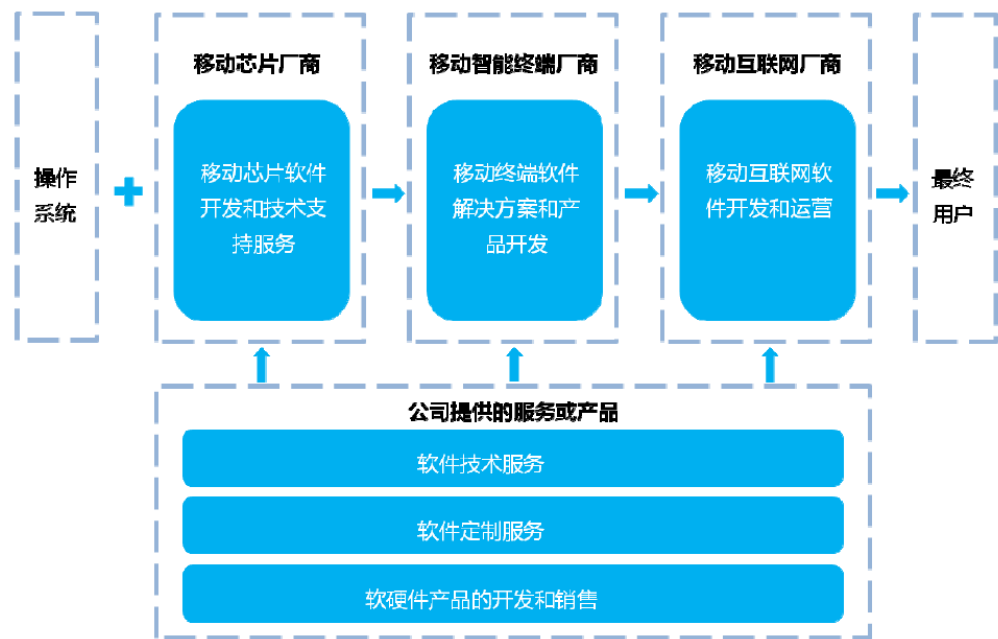 操作
系统
移动芯片厂商
移动芯片软件
开发和技术支
持服务
移动智能终端厂商
移动终端软件
解决方案和产
品开发
移动互联网厂商
移动互联网软
件开发和运营
最终
用户
公司提供的服务或产品
软件技术服务
软件定制服务
软硬件产品的开发和销售